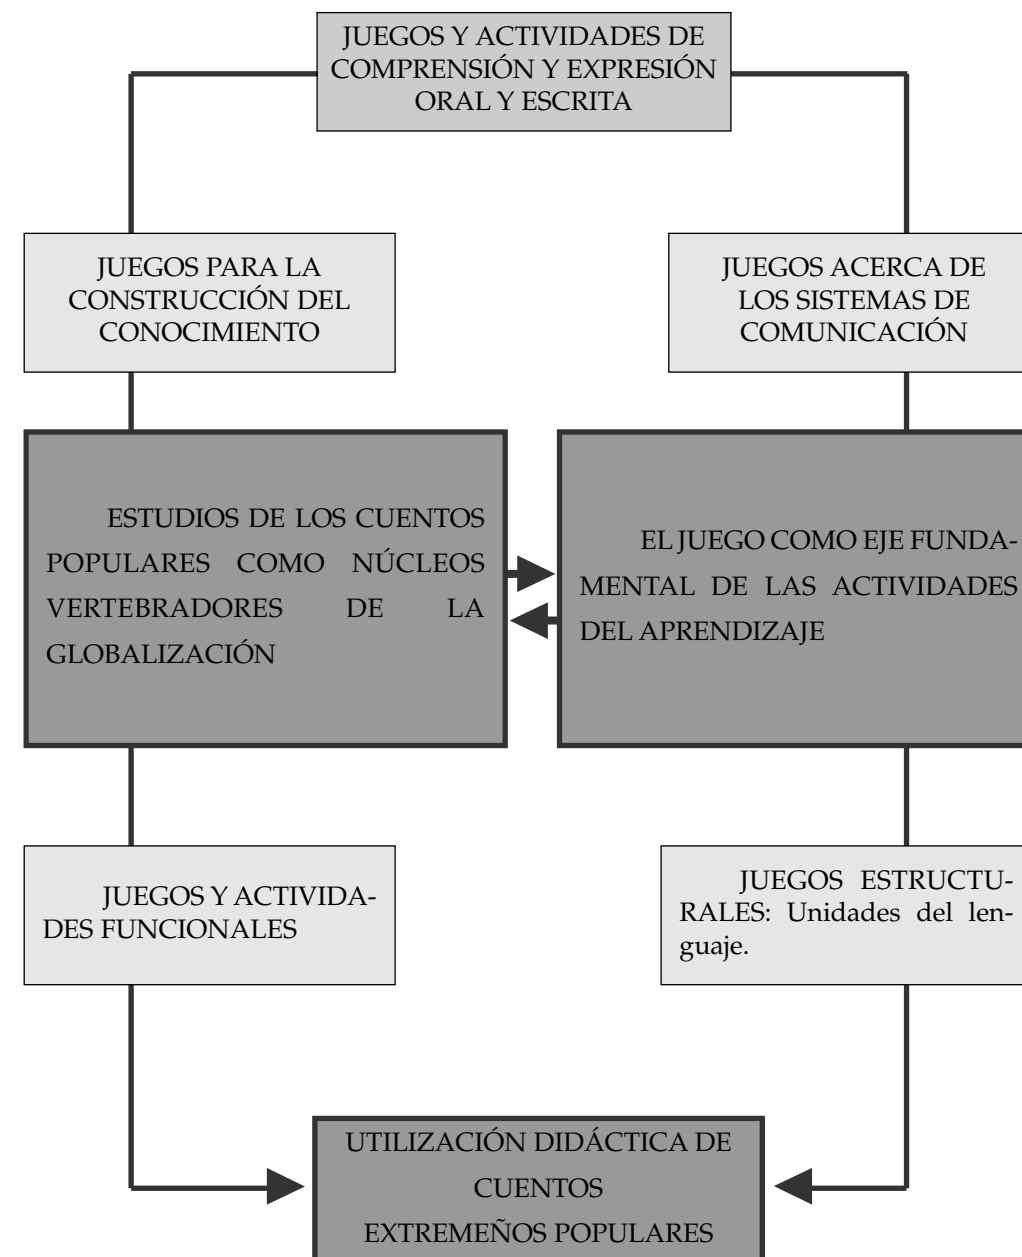 JUEGOS Y ACTIVIDADES DE
COMPRENSIÓN Y EXPRESIÓN
ORAL Y ESCRITA
JUEGOS PARA LA
CONSTRUCCIÓN DEL
CONOCIMIENTO
JUEGOS ACERCA DE
LOS SISTEMAS DE
COMUNICACIÓN
ESTUDIOS DE LOS CUENTOS
POPULARES COMO NÚCLEOS
VERTEBRADORES DE LA
GLOBALIZACIÓN
EL JUEGO COMO EJE FUNDA-
MENTAL DE LAS ACTIVIDADES
DEL APRENDIZAJE
JUEGOS Y ACTIVIDA-
DES FUNCIONALES
JUEGOS ESTRUCTU-
RALES: Unidades del len-
guaje.
UTILIZACIÓN DIDÁCTICA DE
CUENTOS
EXTREMEÑOS POPULARES